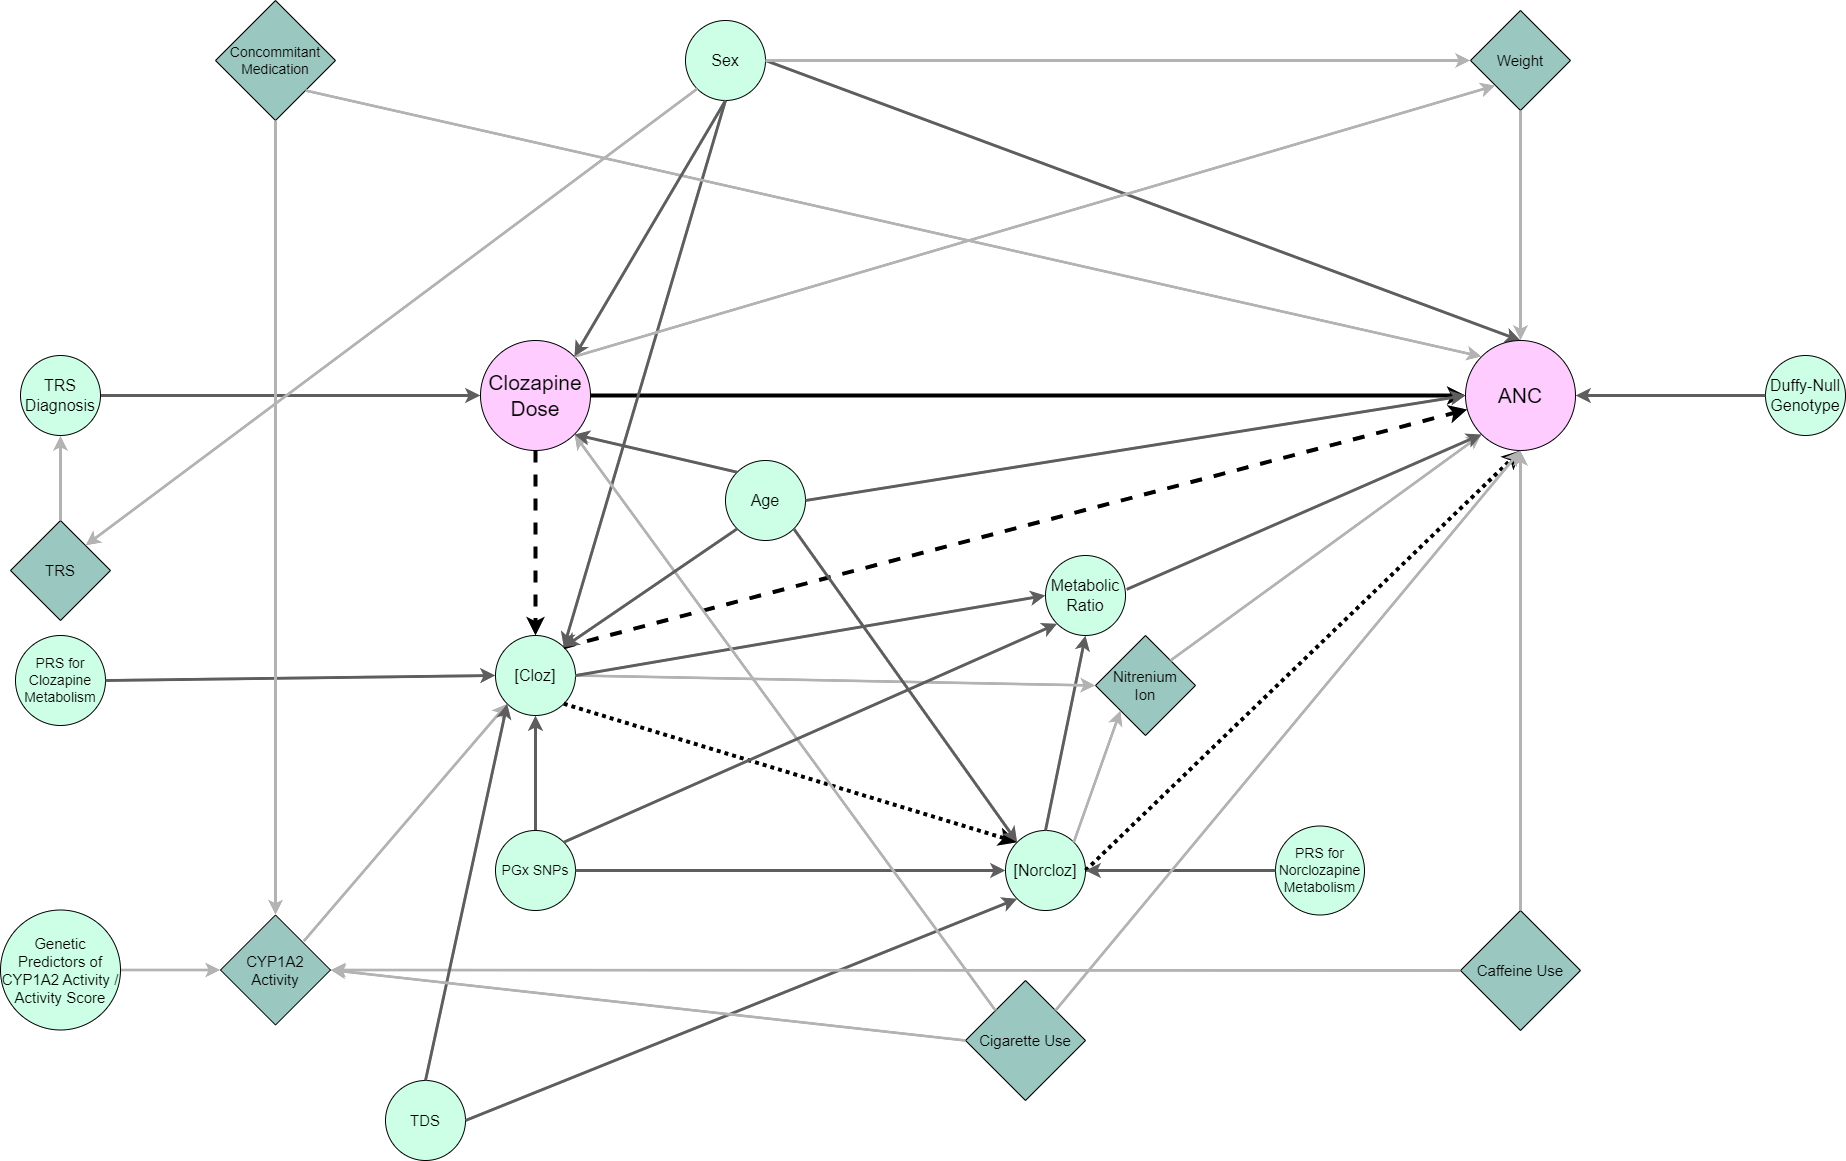 Concommitant
Medication
Sex
Weight
TRS
Diagnosis
Clozapine
Dose
ANC
Duffy-Null
Genotype
Age
TRS
Metabolic
Ratio
PRS for
Clozapine
Metabolism
[Cloz]
Nitrenium
Ion
PGx SNPs
[Norcloz]
PRS for
Norclozapine
Metabolism
Genetic
Predictors of
CYP1A2 Activity /
Activity Score
CYP1A2
Activity
Caffeine Use
Cigarette Use
TDS